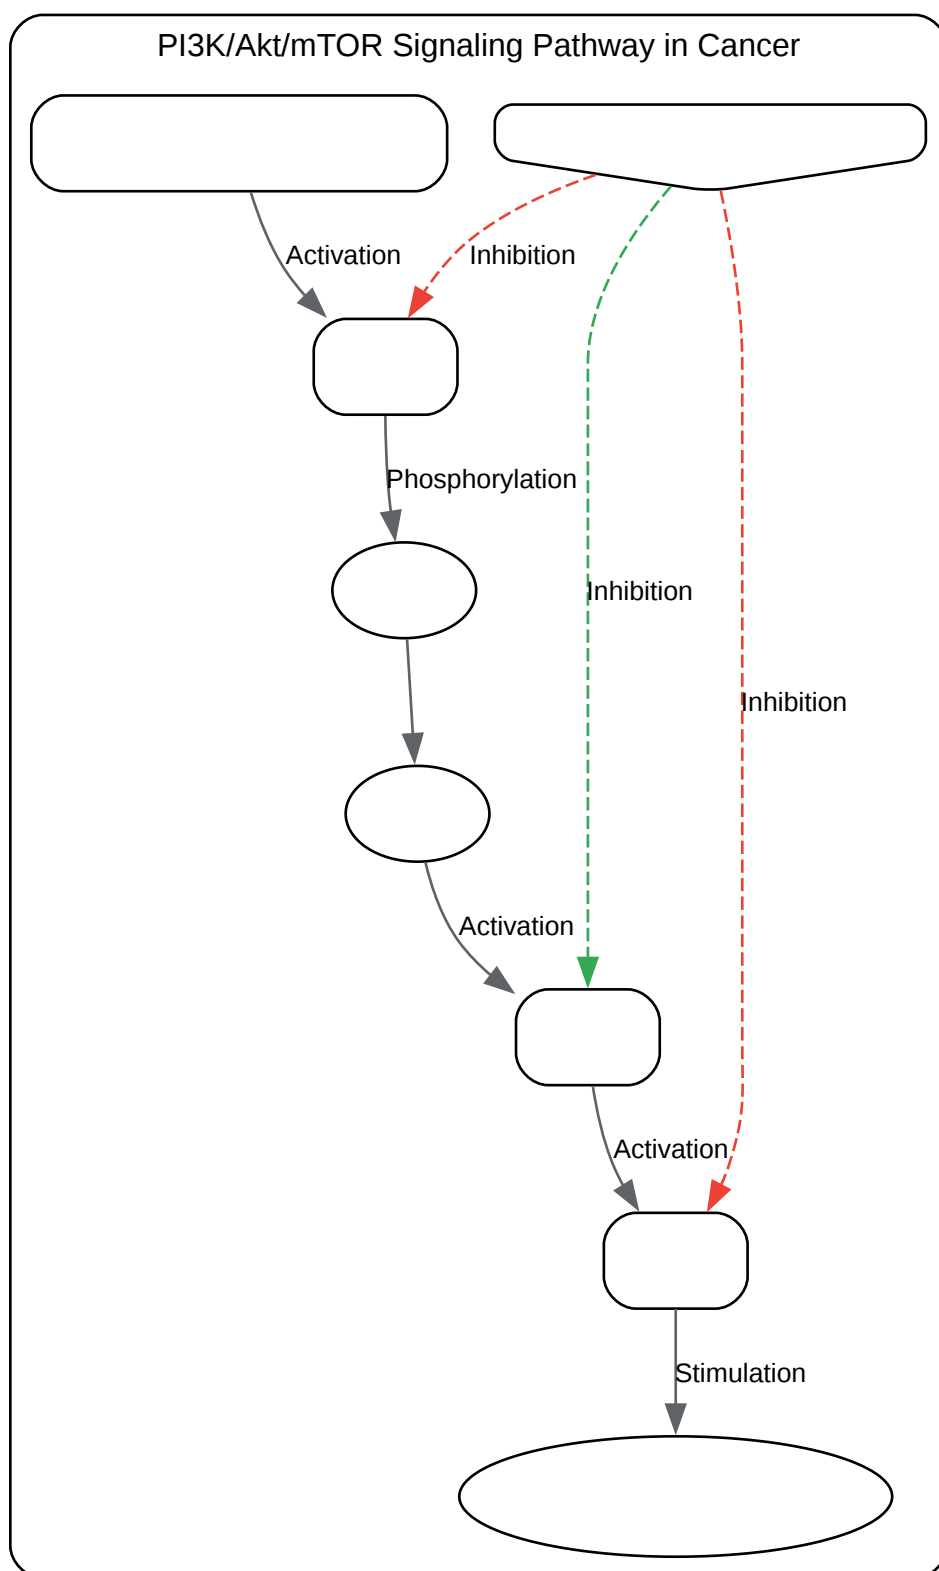 PI3K/Akt/mTOR Signaling Pathway in Cancer
Activation
Inhibition
Phosphorylation
Inhibition
Inhibition
Activation
Activation
Stimulation